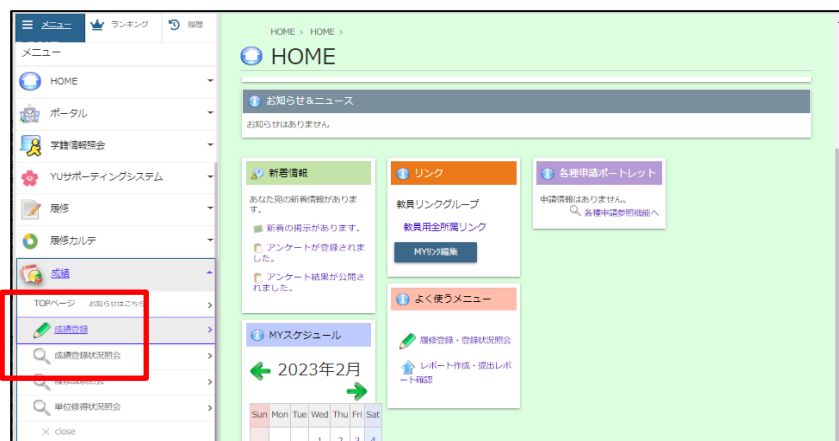 メニュー ランキング 履歴
メニュー
HOME
ポータル
学籍情報照会
YUサポーティングシステム
履修
履修カルテ
成績
TOPページ お知らせはこちら
成績登録
成績登録状況照会
単位修得状況照会
× close
HOME > HOME >
HOME
お知らせ&ニュース
お知らせはありません
新着情報
あなた宛の新着情報がありま
す。
新着の掲示があります。
アンケートが登録されま
した。
アンケート結果が公開さ
れました。
MYスケジュール
2023年2月
Sun Mon Tue Wed Thu Fri Sat
1 2 3 4
リンク
教員リンクグループ
教員用全所属リンク
MYリンク編集
よく使うメニュー
履修登録・登録状況照会
レポート作成・提出レポ
ート確認
各種申請ポートレット
申請情報はありません。
各種申請参照機能へ